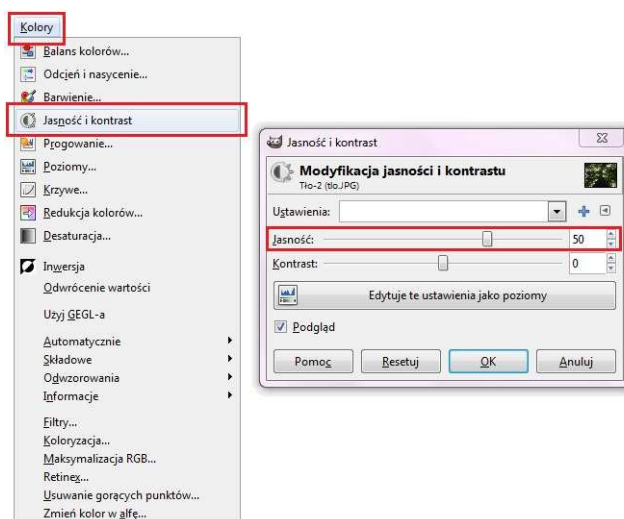 Kolory
Balans kolorów...
Odcień i nasycenie...
Barwienie...
Jasność i kontrast
Progowanie...
Poziomy...
Krzywe...
Redukcja kolorów...
Desaturacja...
Inwersja
Odwrócenie wartości
Użyj GEGL-a
Automatycznie
Składowe
Odwzorowania
Informacje
Filtry...
Koloryzacja...
Maksymalizacja RGB...
Retinex...
Usuwanie gorących punktów...
Zmień kolor w alfę...
Jasność i kontrast
Modyfikacja jasności i kontrastu
Tło-2 (tlo.JPG)
Ustawienia:
Jasność: 50
Kontrast: 0
Edytuje te ustawienia jako poziomy
Podgląd
Pomoc Resetuj OK Anuluj